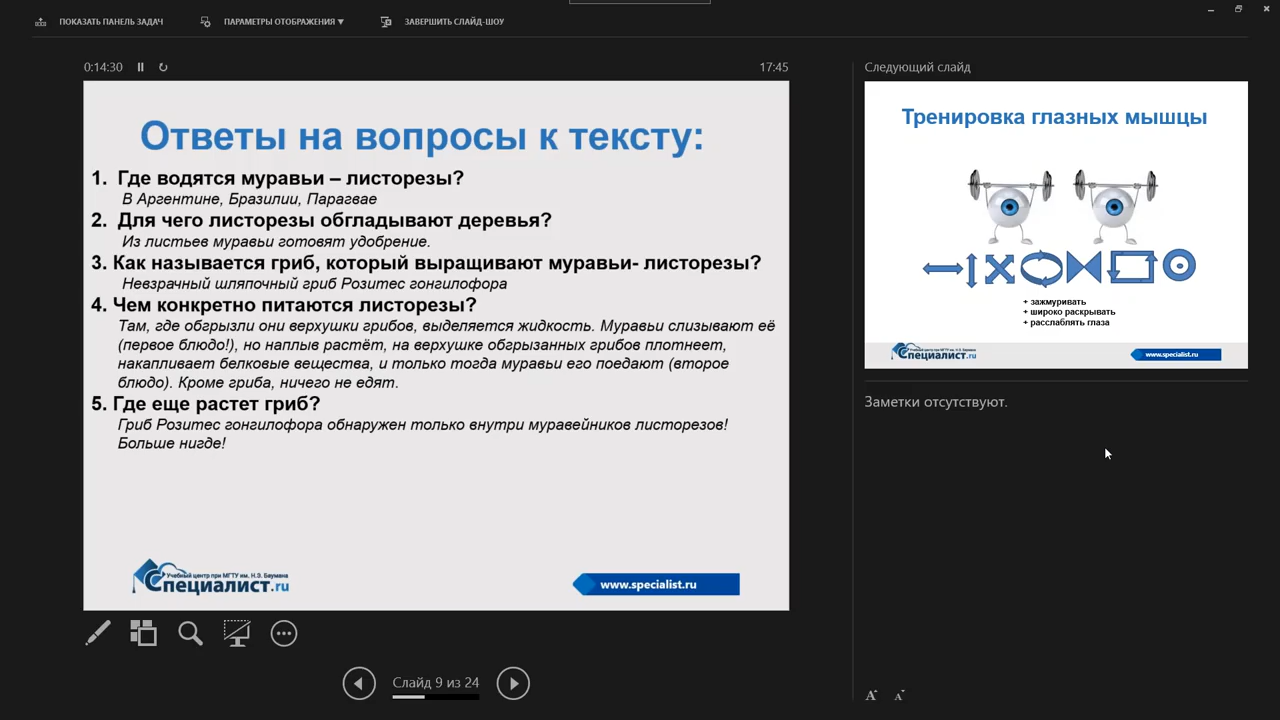 ПОКАЗАТЬ ПАНЕЛЬ ЗАДАЧ
ПАРАМЕТРЫ ОТОБРАЖЕНИЯ ▼
ЗАВЕРШИТЬ СЛАЙД-ШОУ
0:14:30
17:45
Ответы на вопросы к тексту:
1. Где водятся муравьи – листорезы?
В Аргентине, Бразилии, Парагвае
2. Для чего листорезы обгладывают деревья?
Из листьев муравьи готовят удобрение.
3. Как называется гриб, который выращивают муравьи- листорезы?
Невзрачный шляпочный гриб Розитес гонгилофора
4. Чем конкретно питаются листорезы?
Там, где обгрызли они верхушки грибов, выделяется жидкость. Муравьи слизывают её
(первое блюдо!), но наплыв растёт, на верхушке обгрызанных грибов плотнеет,
накапливает белковые вещества, и только тогда муравьи его поедают (второе
блюдо). Кроме гриба, ничего не едят.
5. Где еще растет гриб?
Гриб Розитес гонгилофора обнаружен только внутри муравейников листорезов!
Больше нигде!
Учебный центр при МГТУ им. Н.Э. Баумана
Специалист.ru
www.specialist.ru
Слайд 9 из 24
Следующий слайд
Тренировка глазных мышцы
+ зажмуривать
+ широко раскрывать
+ расслаблять глаза
Специалист.ru
www.specialist.ru
Заметки отсутствуют.
A A